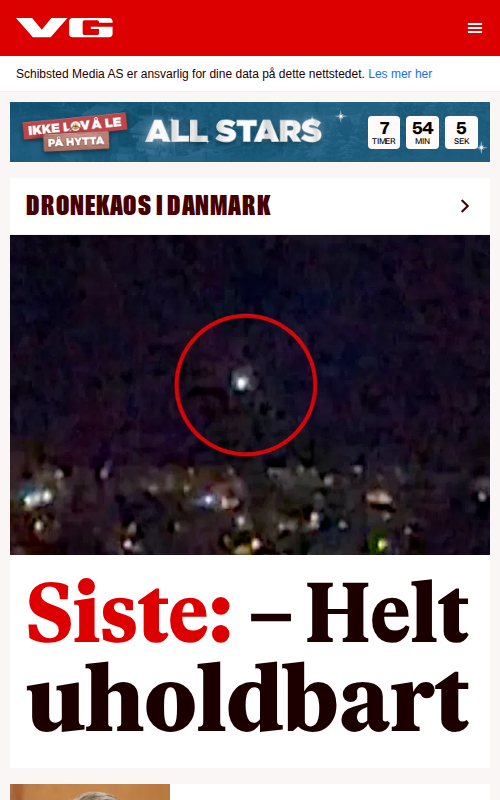 VG
Schibsted Media AS er ansvarlig for dine data på dette nettstedet. Les mer her
IKKE LOV Å LE
PÅ HYTTA
ALL STARS
7 TIMER
54 MIN
5 SEK
DRONEKAOS I DANMARK
Siste: – Helt
uholdbart